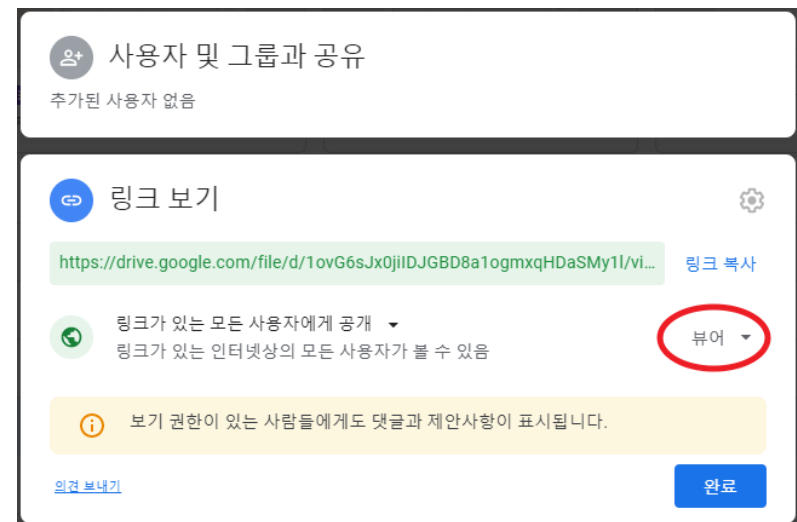 사용자 및 그룹과 공유
추가된 사용자 없음
링크 보기
https://drive.google.com/file/d/1ovG6sJx0jiIDJGBD8a1ogmxqHDaSMy1l/vi...
링크 복사
링크가 있는 모든 사용자에게 공개
링크가 있는 인터넷상의 모든 사용자가 볼 수 있음
뷰어
보기 권한이 있는 사람들에게도 댓글과 제안사항이 표시됩니다.
의견 보내기
완료